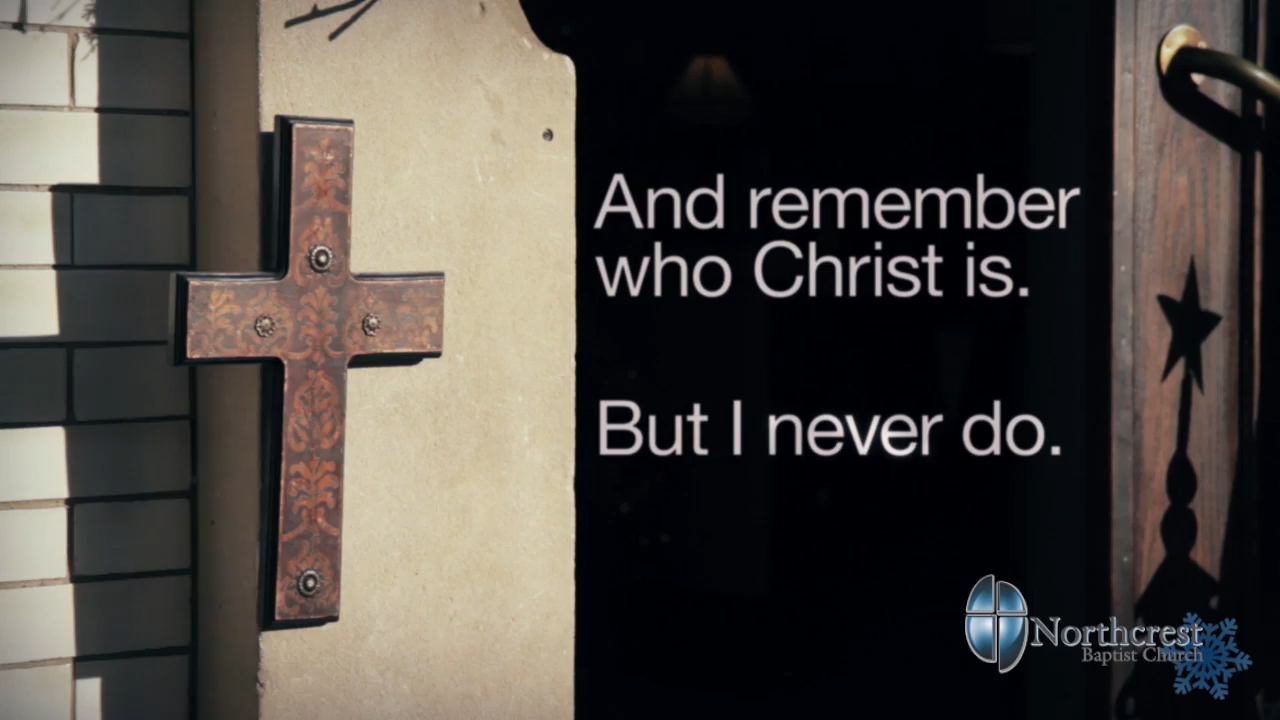 And remember
who Christ is.
But I never do.
Northcrest
Baptist Church